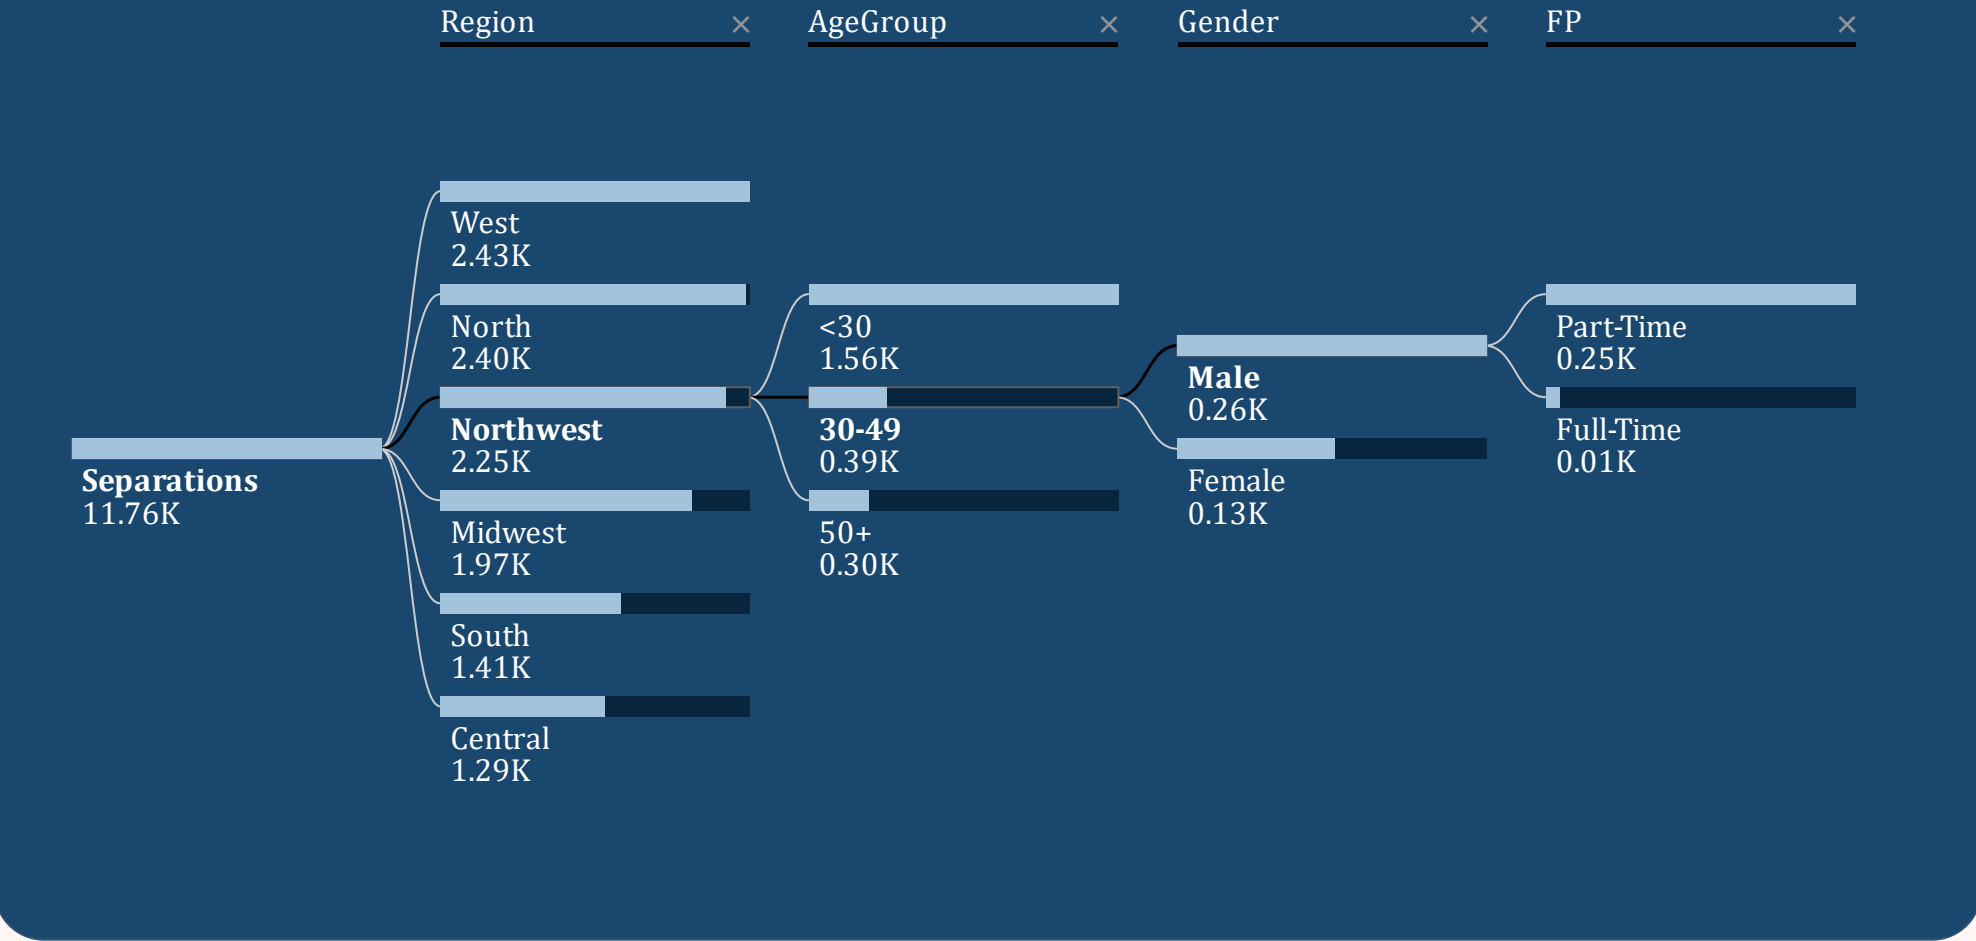 Region
AgeGroup
Gender
FP
Separations
11.76K
West
2.43K
North
2.40K
Northwest
2.25K
Midwest
1.97K
South
1.41K
Central
1.29K
<30
1.56K
30-49
0.39K
50+
0.30K
Male
0.26K
Female
0.13K
Part-Time
0.25K
Full-Time
0.01K